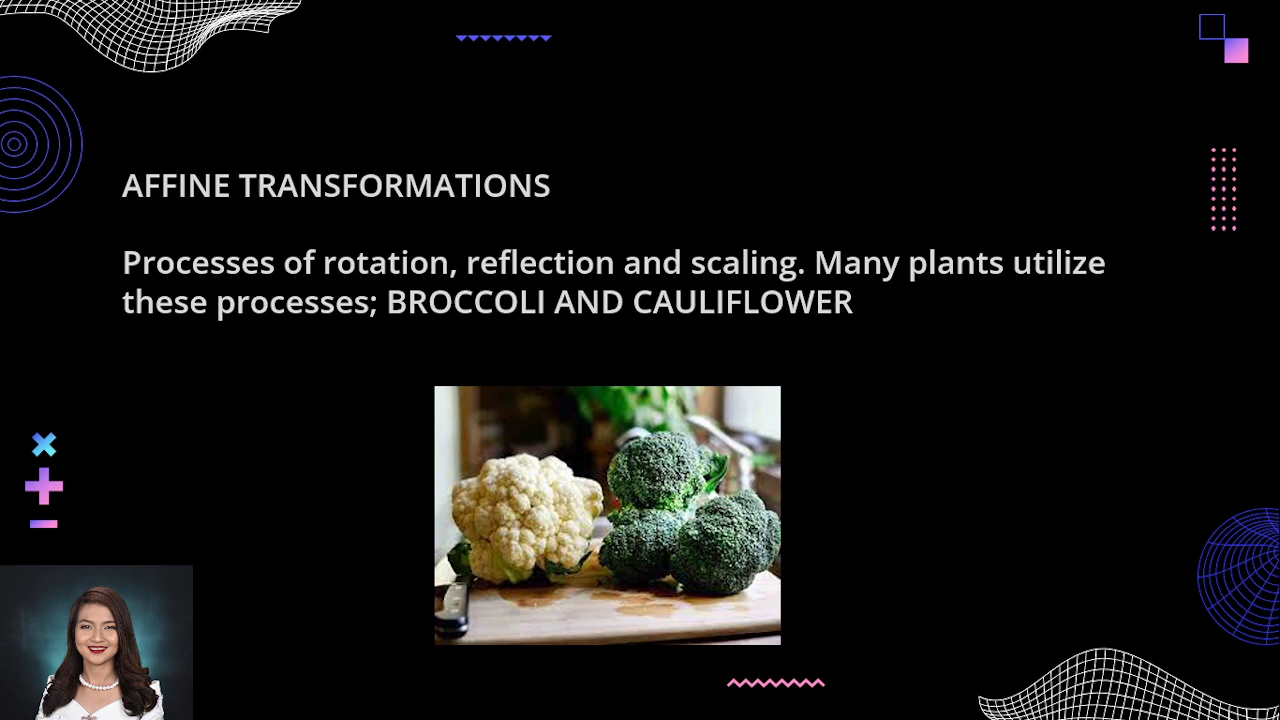 AFFINE TRANSFORMATIONS
Processes of rotation, reflection and scaling. Many plants utilize
these processes; BROCCOLI AND CAULIFLOWER